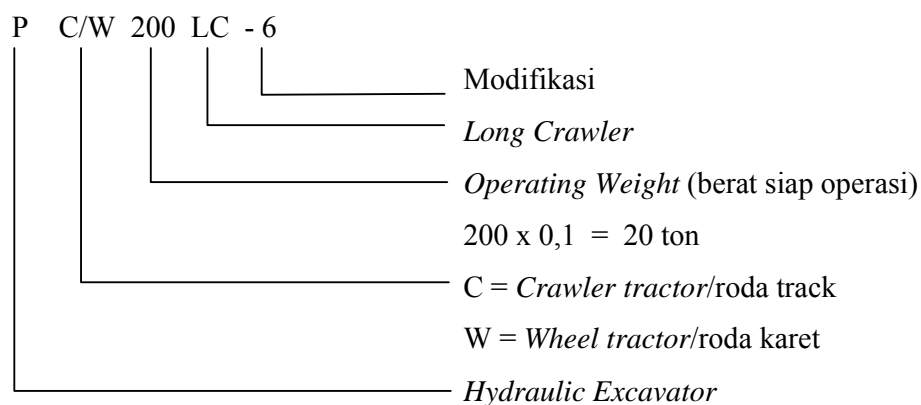 P C/W 200 LC - 6
Modifikasi
Long Crawler
Operating Weight (berat siap operasi)
200 x 0,1 = 20 ton
C = Crawler tractor/roda track
W = Wheel tractor/roda karet
Hydraulic Excavator